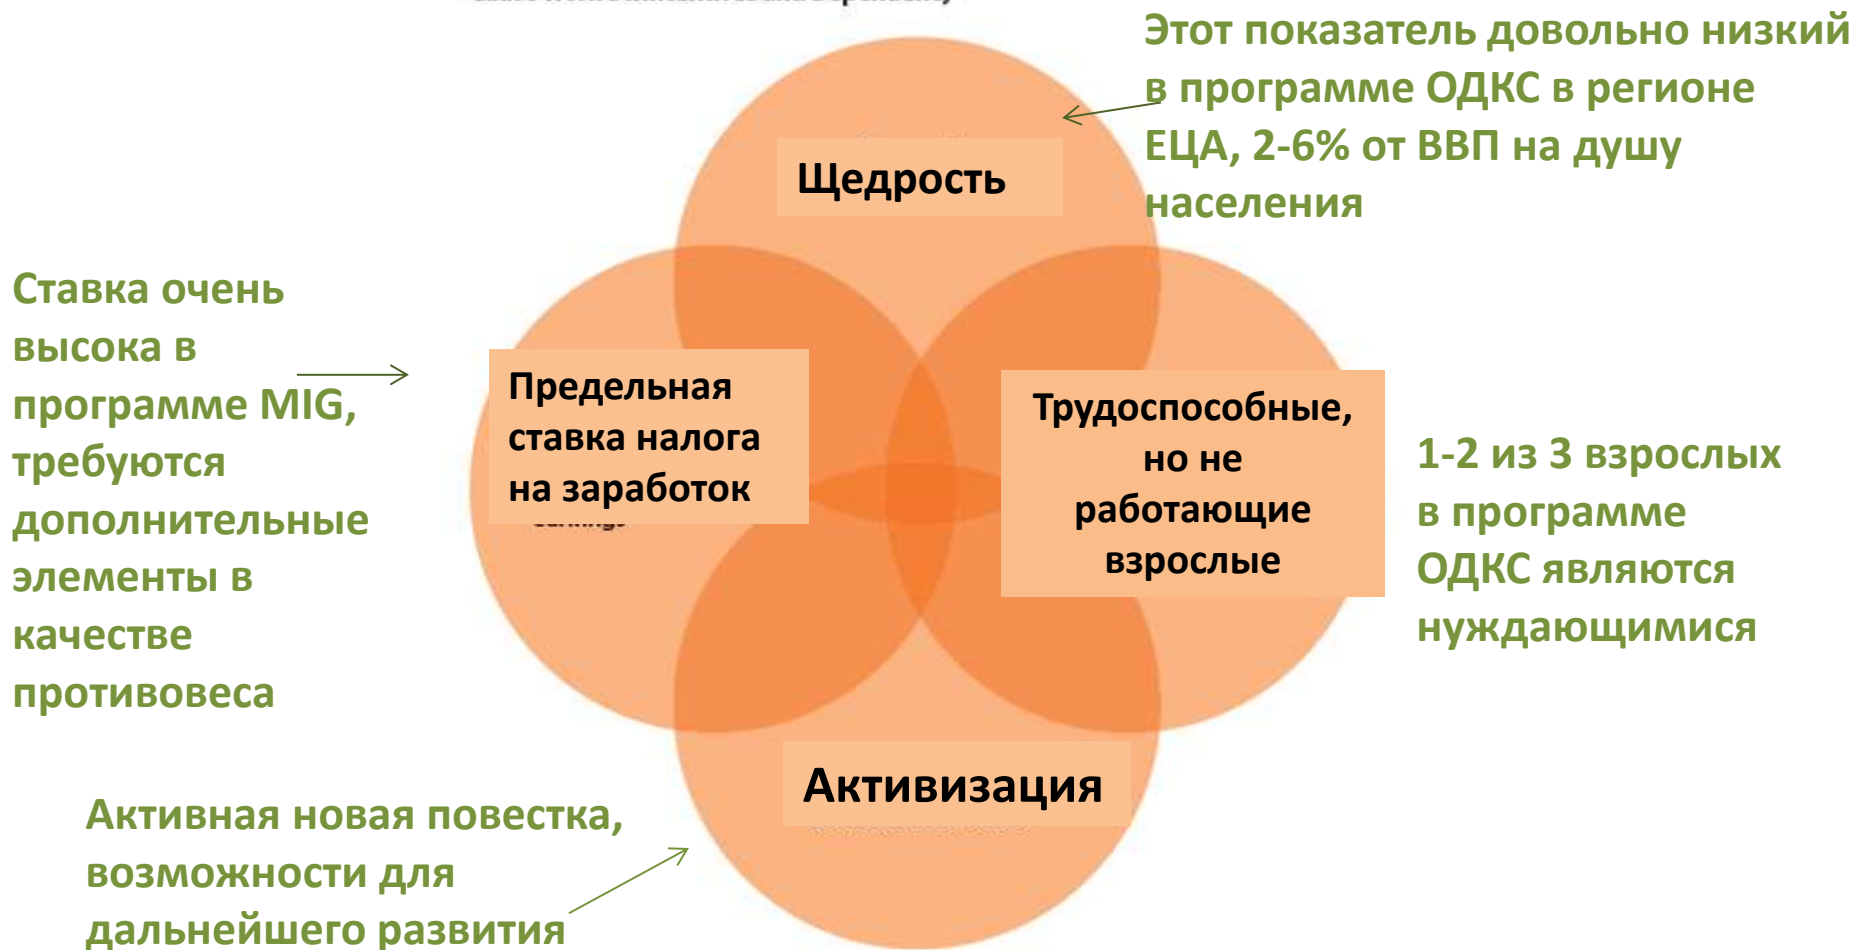 Этот показатель довольно низкий
в программе ОДКС в регионе
ЕЦА, 2-6% от ВВП на душу
населения
Щедрость
Ставка очень
высока в
программе MIG,
требуются
дополнительные
элементы в
качестве
противовеса
Предельная
ставка налога
на заработок
Трудоспособные,
но не
работающие
взрослые
1-2 из 3 взрослых
в программе
ОДКС являются
нуждающимися
Активизация
Активная новая повестка,
возможности для
дальнейшего развития